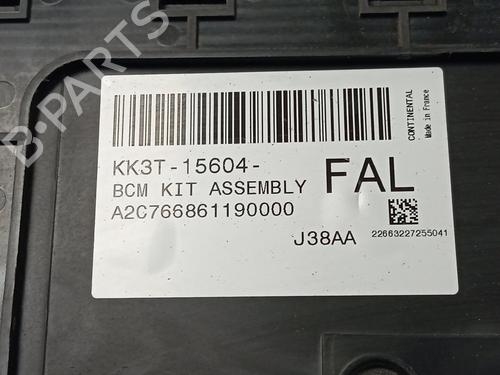 KK3T-15604-
BCM KIT ASSEMBLY
A2C766861190000
FAL
J38AA
22663227255041
CONTINENTAL
Made in France
B-PARTS